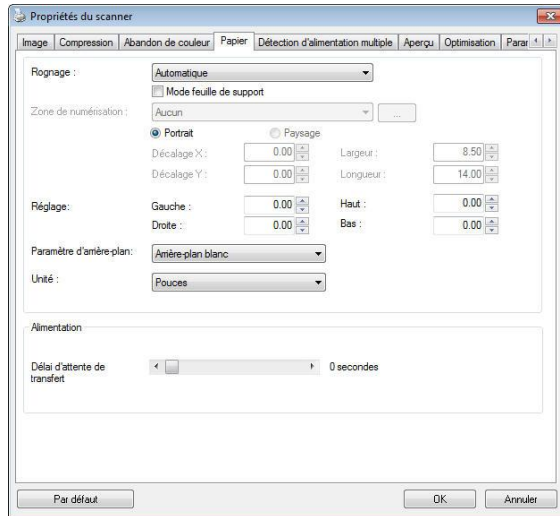 Propriétés du scanner
Image Compression Abandon de couleur Papier Détection d'alimentation multiple Aperçu Optimisation Parar
Rognage : Automatique
Mode feuille de support
Zone de numérisation : Aucun ...
Portrait Paysage
Décalage X : 0.00 Largeur : 8.50
Décalage Y : 0.00 Longueur : 14.00
Réglage: Gauche : 0.00 Haut : 0.00
Droite : 0.00 Bas : 0.00
Paramètre d'arrière-plan: Arrière-plan blanc
Unité : Pouces
Alimentation
Délai d'attente de 0 secondes
transfert
Par défaut OK Annuler